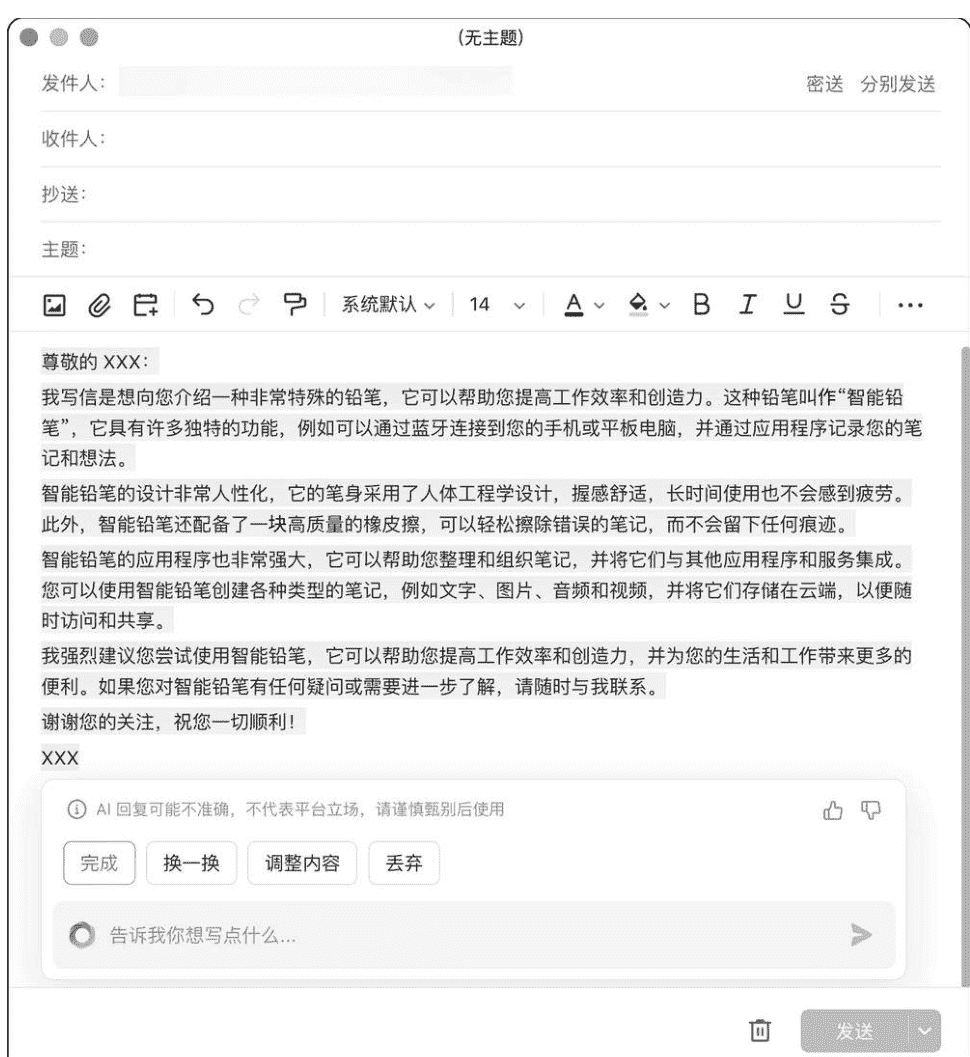 (无主题)
发件人：
密送 分别发送
收件人：
抄送：
主题：
系统默认 14 A B I U S
尊敬的 XXX：
我写信是想向您介绍一种非常特殊的铅笔，它可以帮助您提高工作效率和创造力。这种铅笔叫作“智能铅
笔”，它具有许多独特的功能，例如可以通过蓝牙连接到您的手机或平板电脑，并通过应用程序记录您的笔
记和想法。
智能铅笔的设计非常人性化，它的笔身采用了人体工程学设计，握感舒适，长时间使用也不会感到疲劳。
此外，智能铅笔还配备了一块高质量的橡皮擦，可以轻松擦除错误的笔记，而不会留下任何痕迹。
智能铅笔的应用程序也非常强大，它可以帮助您整理和组织笔记，并将它们与其他应用程序和服务集成。
您可以使用智能铅笔创建各种类型的笔记，例如文字、图片、音频和视频，并将它们存储在云端，以便随
时访问和共享。
我强烈建议您尝试使用智能铅笔，它可以帮助您提高工作效率和创造力，并为您的生活和工作带来更多的
便利。如果您对智能铅笔有任何疑问或需要进一步了解，请随时与我联系。
谢谢您的关注，祝您一切顺利！
XXX
AI 回复可能不准确，不代表平台立场，请谨慎甄别后使用
完成 换一换 调整内容 丢弃
告诉我你想写点什么...
发送